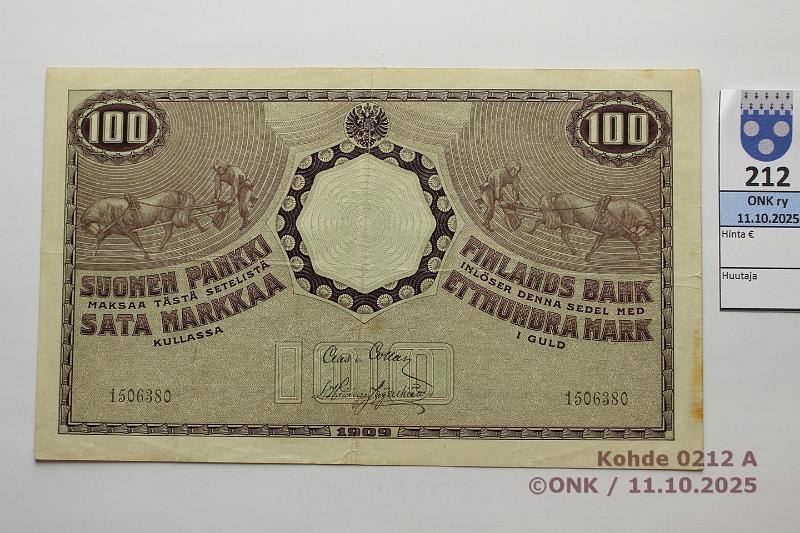 100
100
SUOMEN PANKKI
MAKSAA TÄSTÄ SETELISTÄ
SATA MARKKAA
KULLASSA
FINLANDS BANK
INLÖSER DENNA SEDEL MED
ETTHUNDRA MARK
I GULD
100
1506380
1506380
1909
212
ONK ry
11.10.2025
Hinta €
Huutaja
Kohde 0212 A
©ONK / 11.10.2025